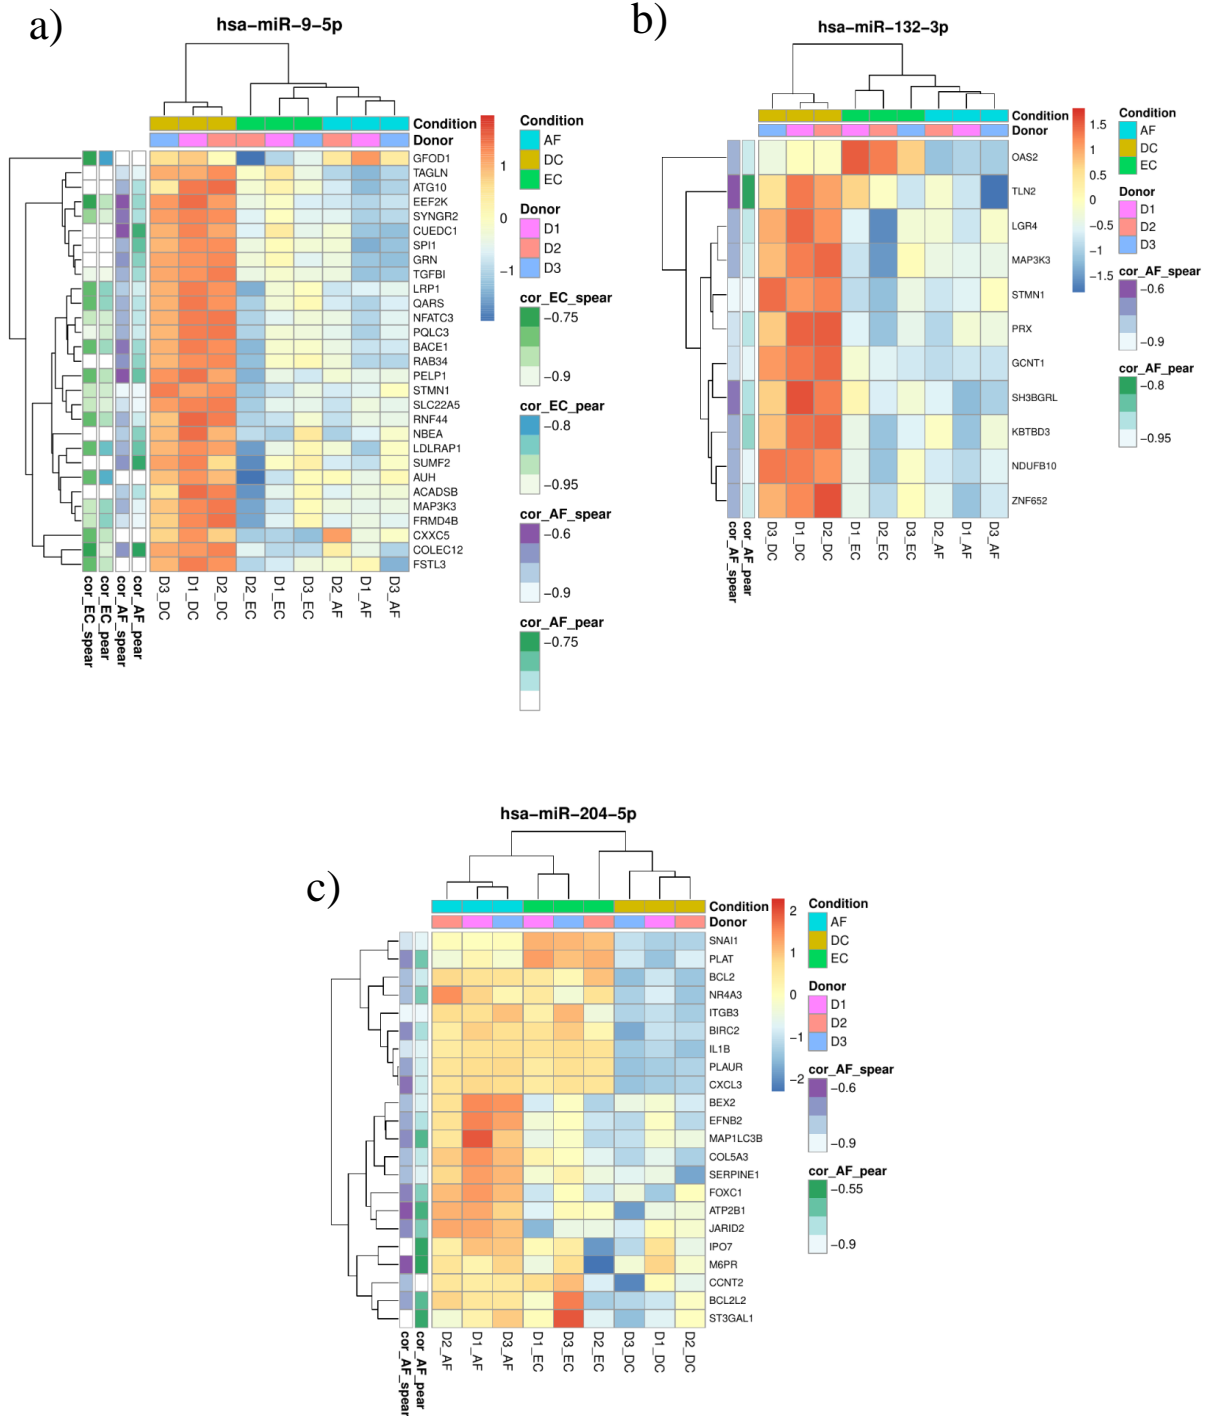 a)
hsa-miR-9-5p
Condition
Donor
GFOD1
TAGLN
ATG10
EEF2K
SYNGR2
CUEDC1
SPI1
GRN
TGFBI
LRP1
QARS
NFATC3
PQLC3
BACE1
RAB34
PELP1
STMN1
SLC22A5
RNF44
NBEA
LDLRAP1
SUMF2
AUH
ACADSB
MAP3K3
FRMD4B
CXXC5
COLEC12
FSTL3
cor_EC_spear
cor_EC_pear
cor_AF_spear
cor_AF_pear
D3_DC
D1_DC
D2_DC
D2_EC
D1_EC
D3_EC
D2_AF
D1_AF
D3_AF
1
0
−1
Condition
AF
DC
EC
Donor
D1
D2
D3
cor_EC_spear
−0.75
−0.9
cor_EC_pear
−0.8
−0.95
cor_AF_spear
−0.6
−0.9
cor_AF_pear
−0.75
b)
hsa-miR-132-3p
Condition
Donor
OAS2
TLN2
LGR4
MAP3K3
STMN1
PRX
GCNT1
SH3BGRL
KBTBD3
NDUFB10
ZNF652
cor_AF_spear
cor_AF_pear
D3_DC
D1_DC
D2_DC
D1_EC
D2_EC
D3_EC
D2_AF
D1_AF
D3_AF
1.5
1
0.5
0
−0.5
−1
−1.5
Condition
AF
DC
EC
Donor
D1
D2
D3
cor_AF_spear
−0.6
−0.9
cor_AF_pear
−0.8
−0.95
c)
hsa-miR-204-5p
Condition
Donor
SNAI1
PLAT
BCL2
NR4A3
ITGB3
BIRC2
IL1B
PLAUR
CXCL3
BEX2
EFNB2
MAP1LC3B
COL5A3
SERPINE1
FOXC1
ATP2B1
JARID2
IPO7
M6PR
CCNT2
BCL2L2
ST3GAL1
cor_AF_spear
cor_AF_pear
D2_AF
D1_AF
D3_AF
D1_EC
D3_EC
D2_EC
D3_DC
D1_DC
D2_DC
2
1
0
−1
−2
Condition
AF
DC
EC
Donor
D1
D2
D3
cor_AF_spear
−0.6
−0.9
cor_AF_pear
−0.55
−0.9